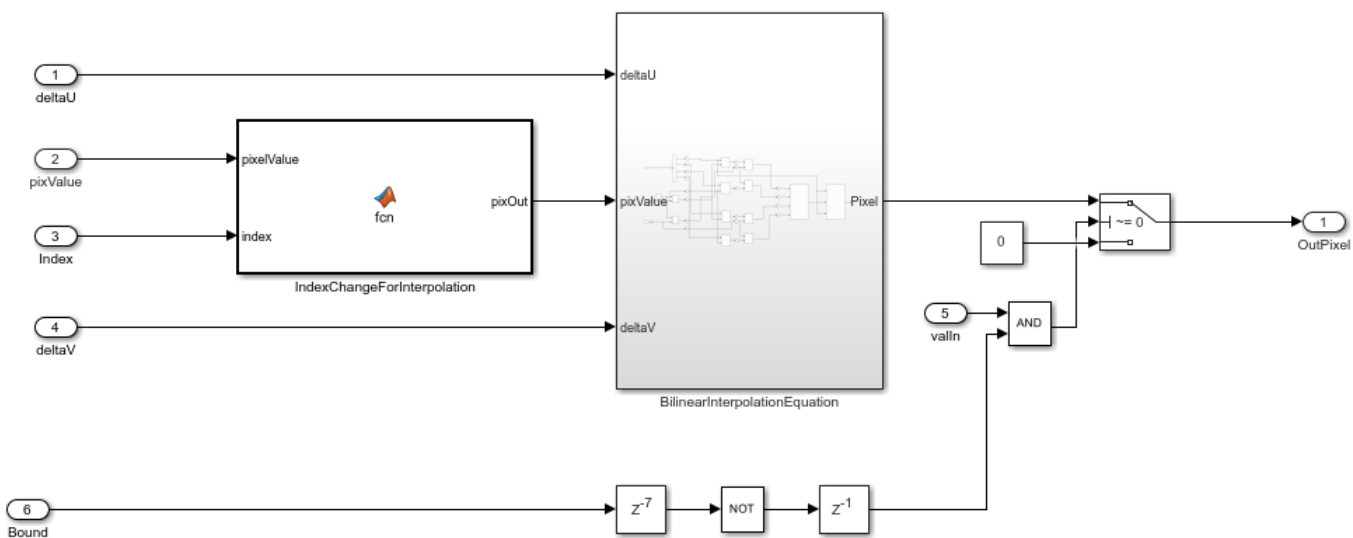 1
deltaU
2
pixValue
3
Index
4
deltaV
pixelValue
index
fcn
pixOut
IndexChangeForInterpolation
deltaU
pixValue
deltaV
Pixel
BilinearInterpolationEquation
0
~= 0
1
OutPixel
5
valIn
AND
6
Bound
Z-7
NOT
Z-1